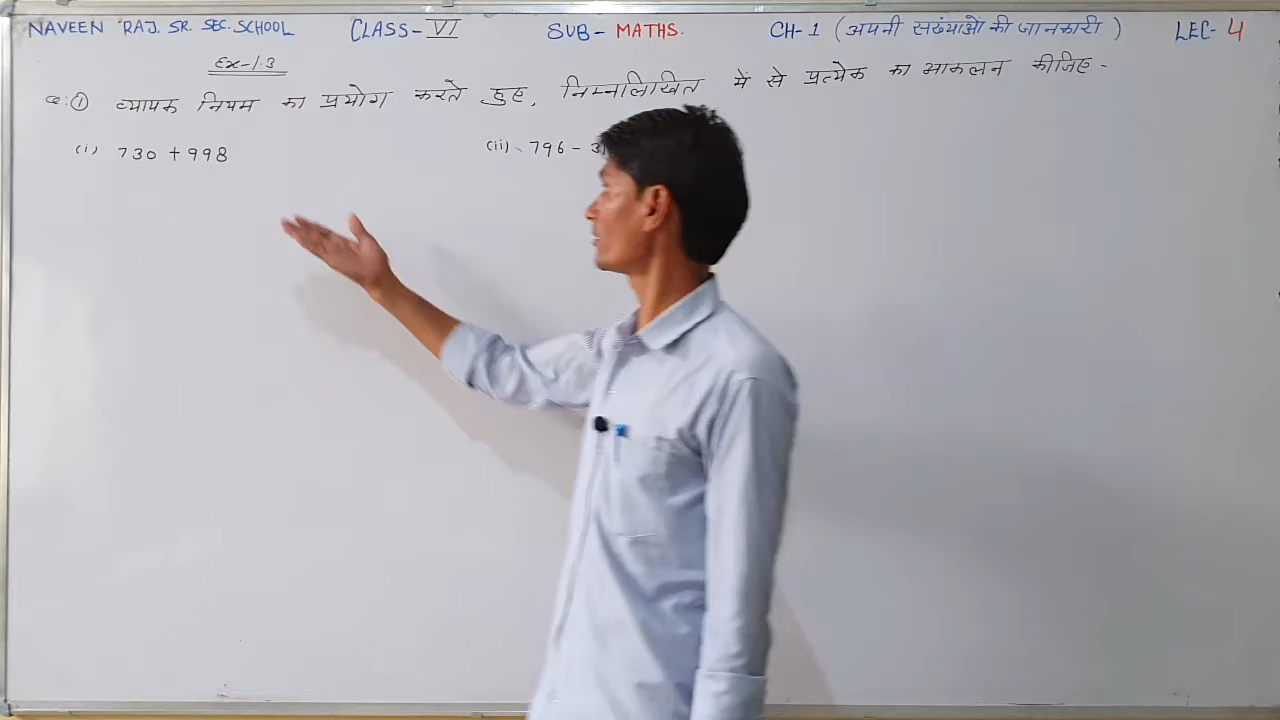 NAVEEN RAJ. SR. SEC. SCHOOL CLASS- VI SUB- MATHS. CH-1 (अपनी सख्ंयाओ की जानकारी) LEC- 4
Ex-1.3
Q:① व्यापक नियम का प्रयोग करते हुए, निम्नलिखित में से प्रत्येक का आकलन कीजिए -
(i) 730 + 998 (ii) 796 -